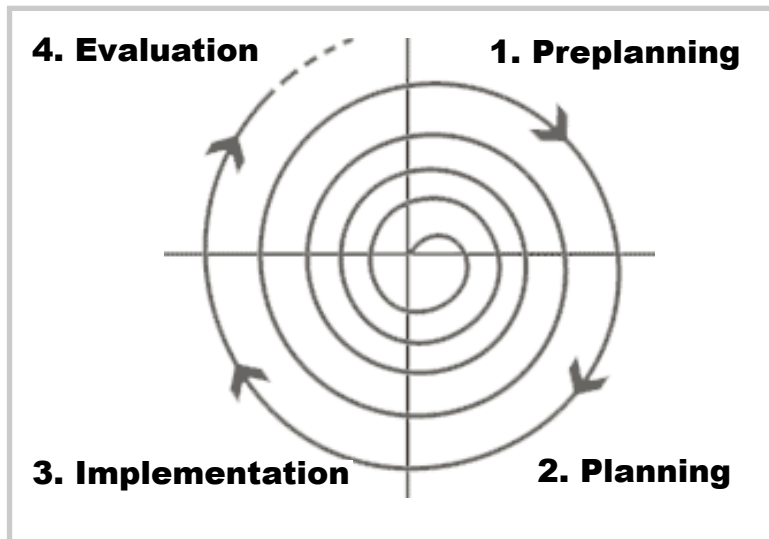 4. Evaluation
1. Preplanning
3. Implementation
2. Planning